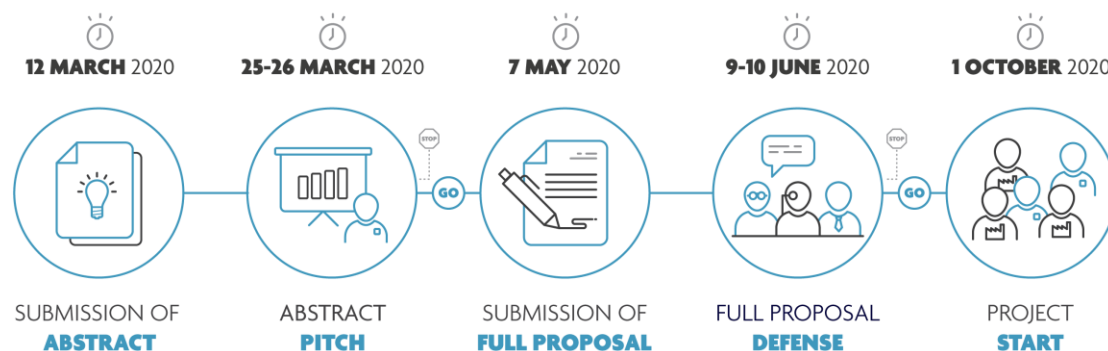 12 MARCH 2020
25-26 MARCH 2020
7 MAY 2020
9-10 JUNE 2020
1 OCTOBER 2020
STOP
GO
STOP
GO
SUBMISSION OF
ABSTRACT
ABSTRACT
PITCH
SUBMISSION OF
FULL PROPOSAL
FULL PROPOSAL
DEFENSE
PROJECT
START